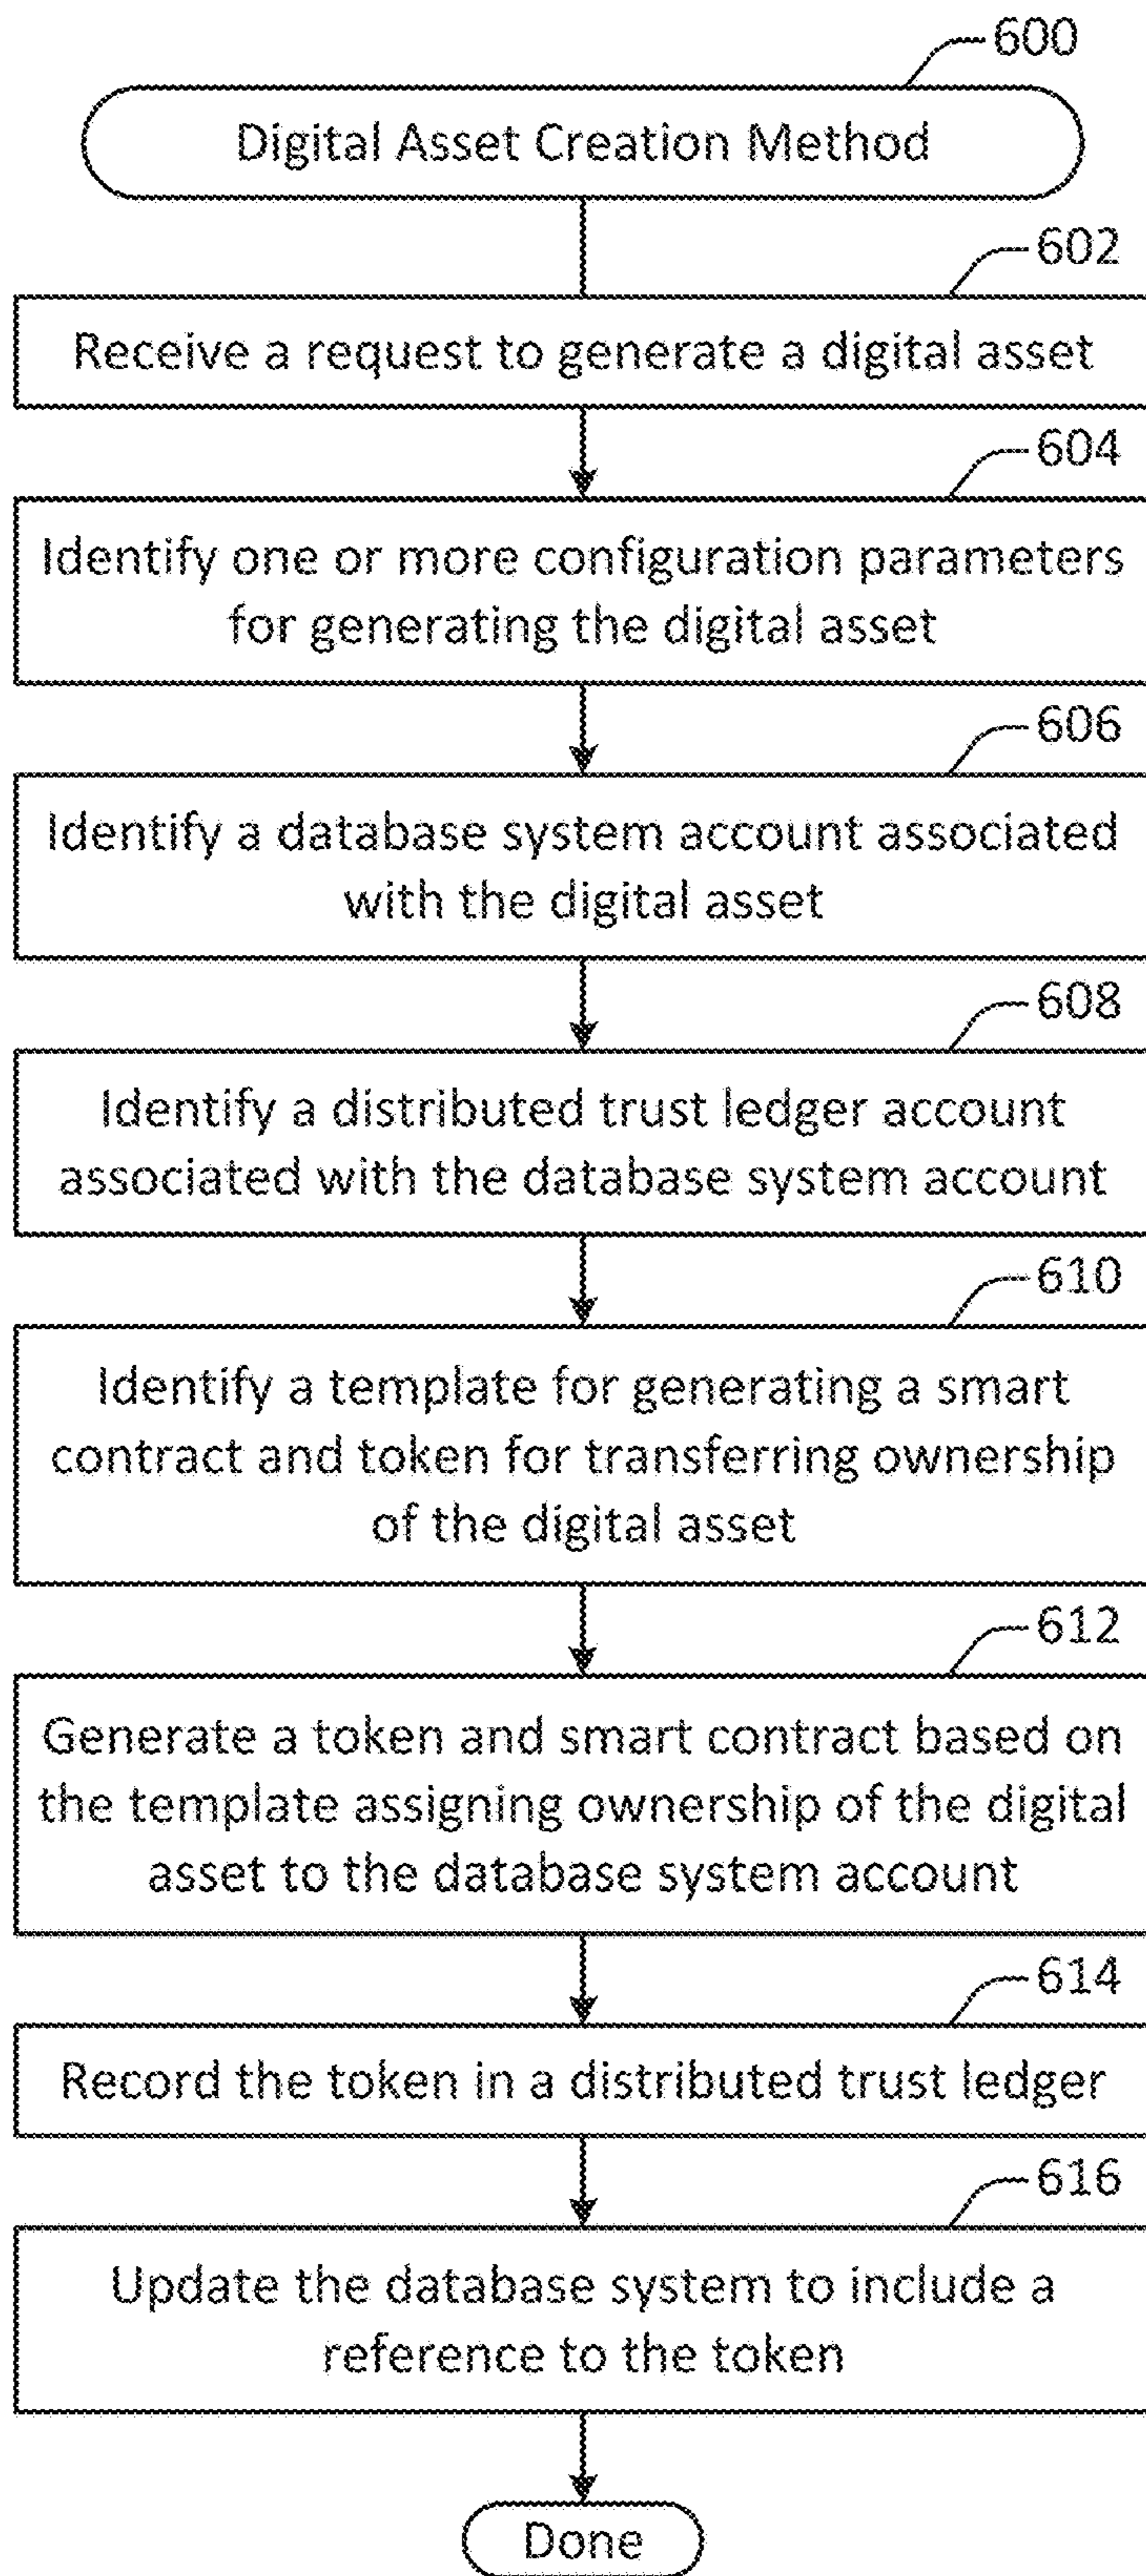 600
Digital Asset Creation Method
602
Receive a request to generate a digital asset
604
Identify one or more configuration parameters
for generating the digital asset
606
Identify a database system account associated
with the digital asset
608
Identify a distributed trust ledger account
associated with the database system account
610
Identify a template for generating a smart
contract and token for transferring ownership
of the digital asset
612
Generate a token and smart contract based on
the template assigning ownership of the digital
asset to the database system account
614
Record the token in a distributed trust ledger
616
Update the database system to include a
reference to the token
Done